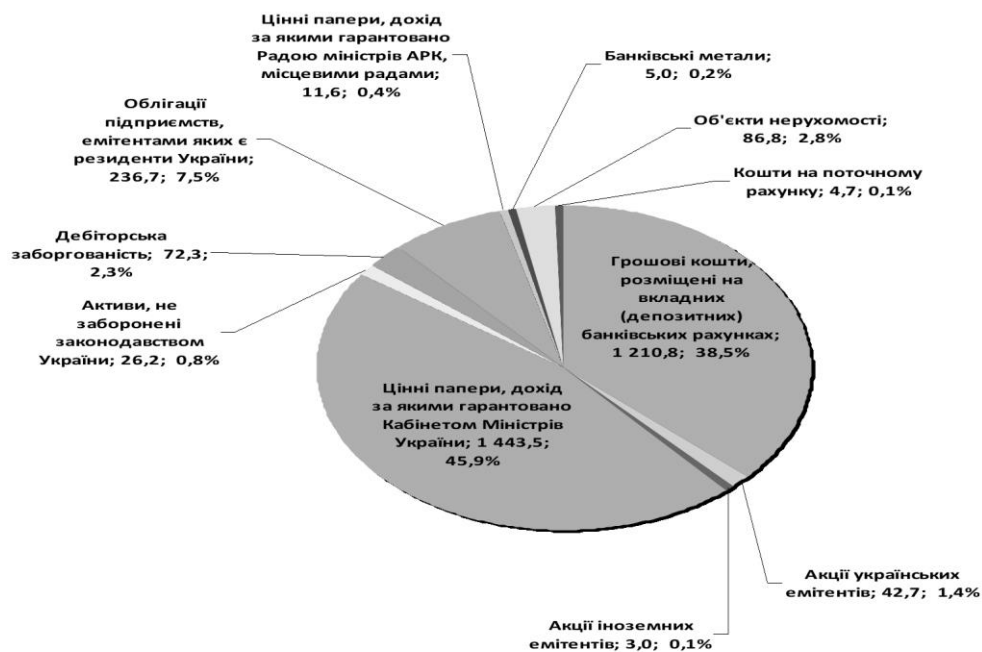 Цінні папери, дохід
за якими гарантовано
Радою міністрів АРК,
місцевими радами;
11,6; 0,4%
Банківські метали;
5,0; 0,2%
Об'єкти нерухомості;
86,8; 2,8%
Кошти на поточному
рахунку; 4,7; 0,1%
Облігації
підприємств,
емітентами яких є
резиденти України;
236,7; 7,5%
Дебіторська
заборгованість; 72,3;
2,3%
Активи, не
заборонені
законодавством
України; 26,2; 0,8%
Грошові кошти,
розміщені на
вкладних
(депозитних)
банківських рахунках;
1 210,8; 38,5%
Цінні папери, дохід
за якими гарантовано
Кабінетом Міністрів
України; 1 443,5;
45,9%
Акції українських
емітентів; 42,7; 1,4%
Акції іноземних
емітентів; 3,0; 0,1%